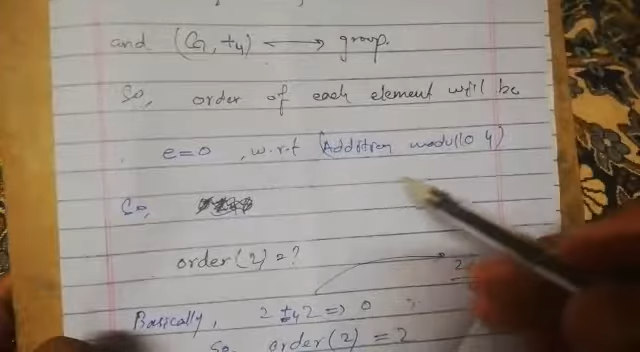 and (G, +₄) ⟷ group.
So, order of each element will be
e=0 , w.r.t (Addition modulo 4)
So,
order(2) = ?
Basically, 2 +₄ 2 => 0
So order(2) = 2